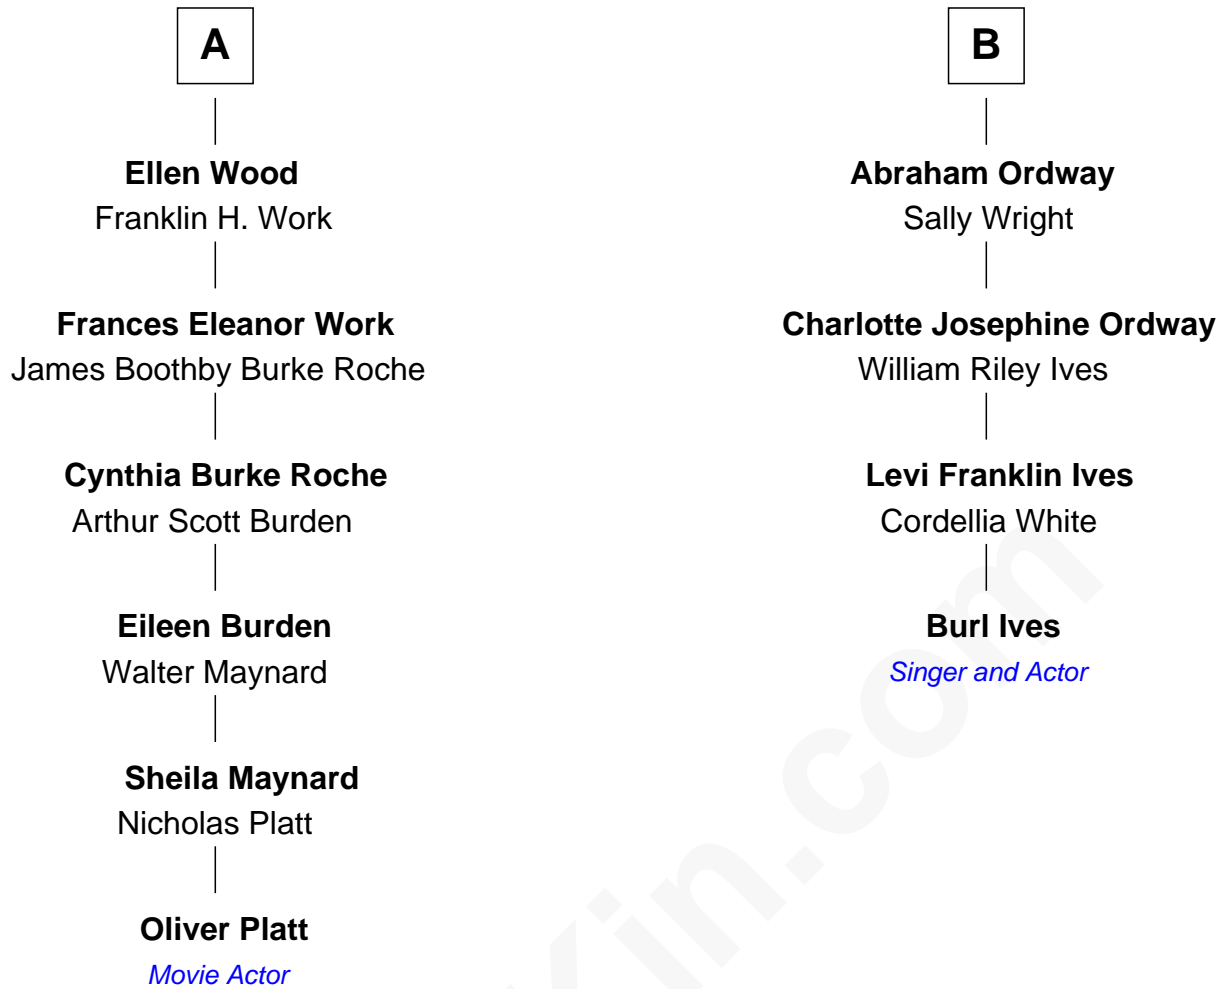 A
Ellen Wood
Franklin H. Work
Frances Eleanor Work
James Boothby Burke Roche
Cynthia Burke Roche
Arthur Scott Burden
Eileen Burden
Walter Maynard
Sheila Maynard
Nicholas Platt
Oliver Platt
Movie Actor
B
Abraham Ordway
Sally Wright
Charlotte Josephine Ordway
William Riley Ives
Levi Franklin Ives
Cordellia White
Burl Ives
Singer and Actor
Kin.com